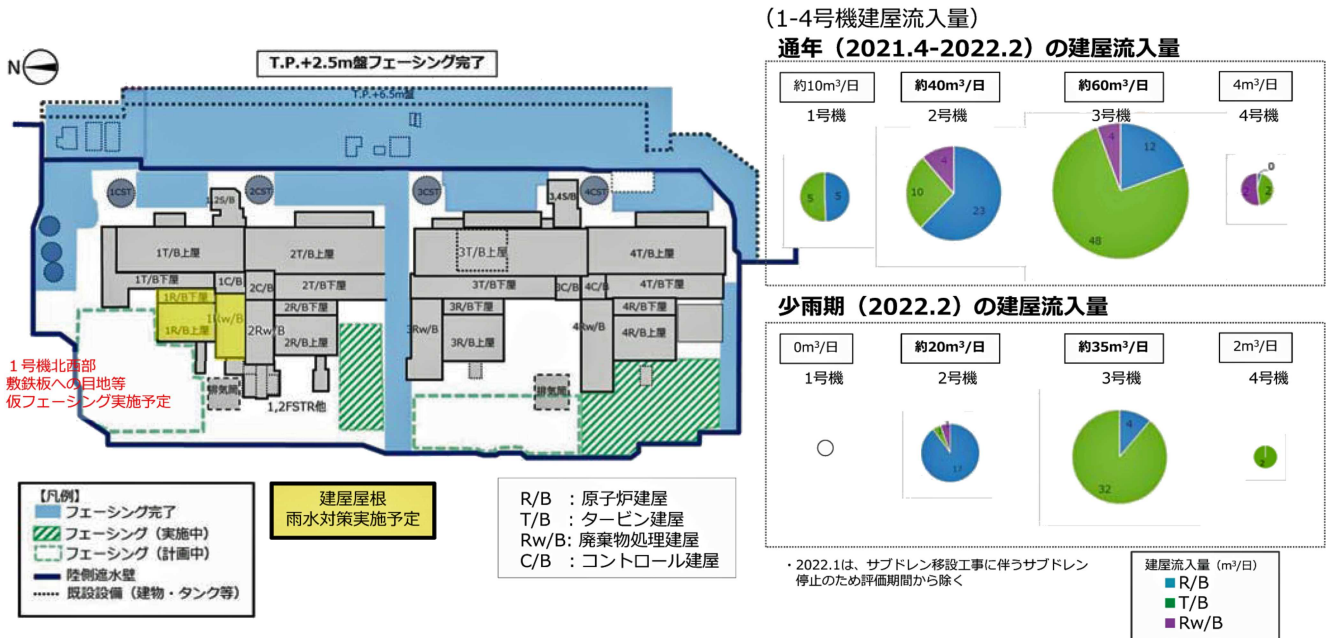 N
T.P.+2.5m盤フェーシング完了
T.P.+6.5m盤
1CST
2CST
3CST
4CST
1,2S/B
3,4S/B
1T/B上屋
2T/B上屋
3T/B上屋
4T/B上屋
1T/B下屋
1C/B
2C/B
2T/B下屋
3T/B下屋
3C/B
4C/B
4T/B下屋
1R/B下屋
1Rw/B
1R/B上屋
2Rw/B
2R/B下屋
2R/B上屋
3Rw/B
3R/B下屋
3R/B上屋
4Rw/B
4R/B下屋
4R/B上屋
排気筒
排気筒
1,2FSTR他
1号機北西部
敷鉄板への目地等
仮フェーシング実施予定
【凡例】
フェーシング完了
フェーシング（実施中）
フェーシング（計画中）
陸側遮水壁
既設設備（建物・タンク等）
建屋屋根
雨水対策実施予定
R/B ：原子炉建屋
T/B ：タービン建屋
Rw/B：廃棄物処理建屋
C/B ：コントロール建屋
（1-4号機建屋流入量）
通年（2021.4-2022.2）の建屋流入量
約10m³/日
約40m³/日
約60m³/日
4m³/日
1号機
2号機
3号機
4号機
5
5
4
10
23
4
12
48
0
2
2
少雨期（2022.2）の建屋流入量
0m³/日
約20m³/日
約35m³/日
2m³/日
1号機
2号機
3号機
4号機
17
4
32
2
・2022.1は、サブドレン移設工事に伴うサブドレン
停止のため評価期間から除く
建屋流入量（m³/日）
R/B
T/B
Rw/B